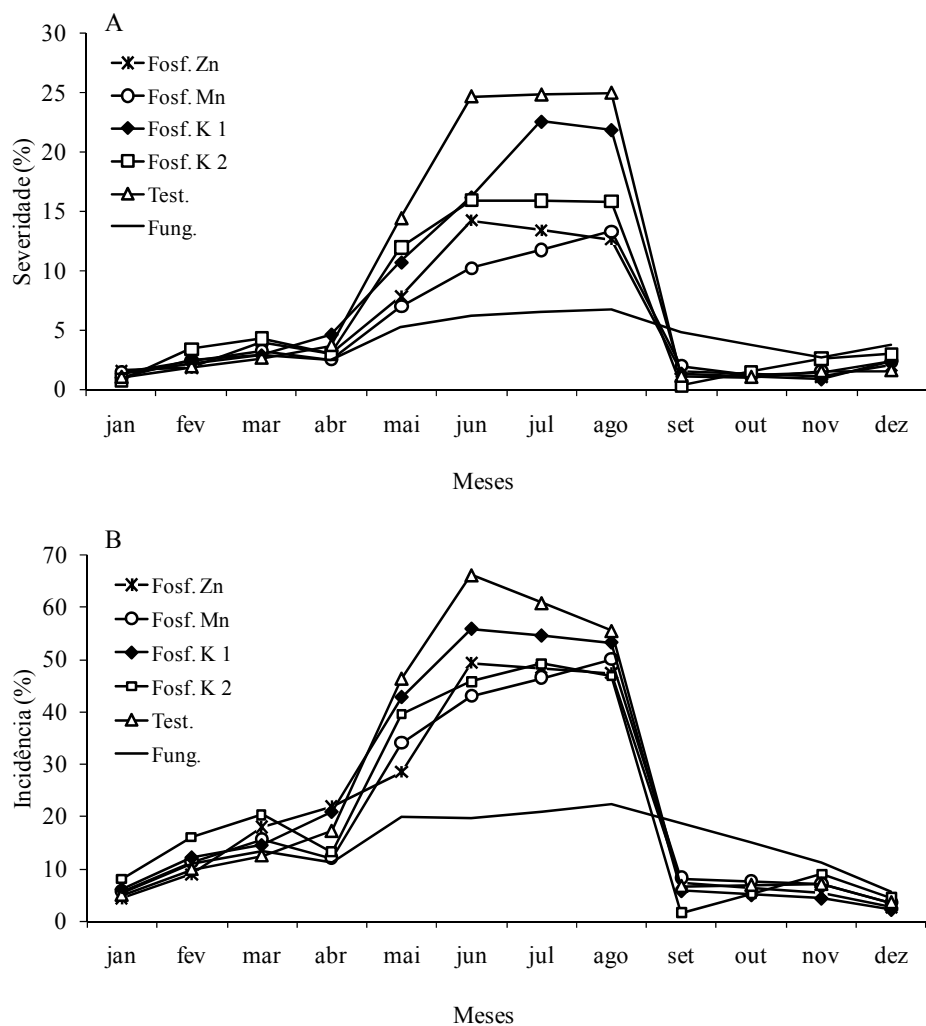 A
30
25
20
15
10
5
0
Severidade (%)
Fosf. Zn
Fosf. Mn
Fosf. K 1
Fosf. K 2
Test.
Fung.
jan fev mar abr mai jun jul ago set out nov dez
Meses
B
70
60
50
40
30
20
10
0
Incidência (%)
Fosf. Zn
Fosf. Mn
Fosf. K 1
Fosf. K 2
Test.
Fung.
jan fev mar abr mai jun jul ago set out nov dez
Meses